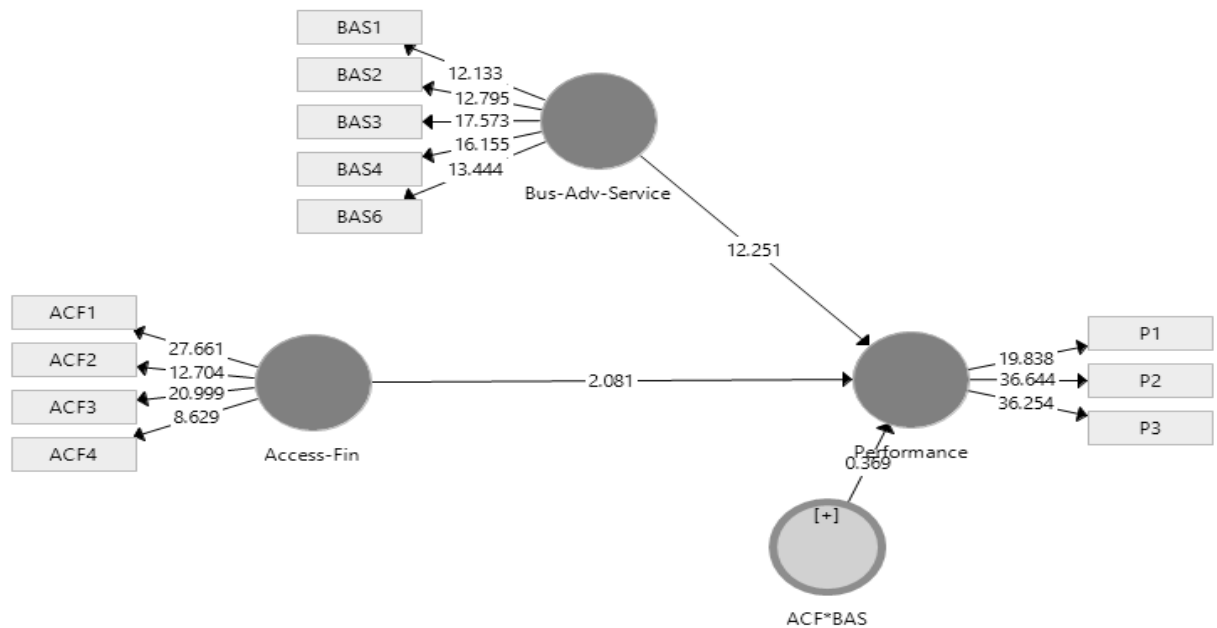 BAS1
BAS2
BAS3
BAS4
BAS6
12.133
12.795
17.573
16.155
13.444
Bus-Adv-Service
12.251
ACF1
ACF2
ACF3
ACF4
27.661
12.704
20.999
8.629
Access-Fin
2.081
P1
P2
P3
19.838
36.644
36.254
Performance
0.369
[+]
ACF*BAS